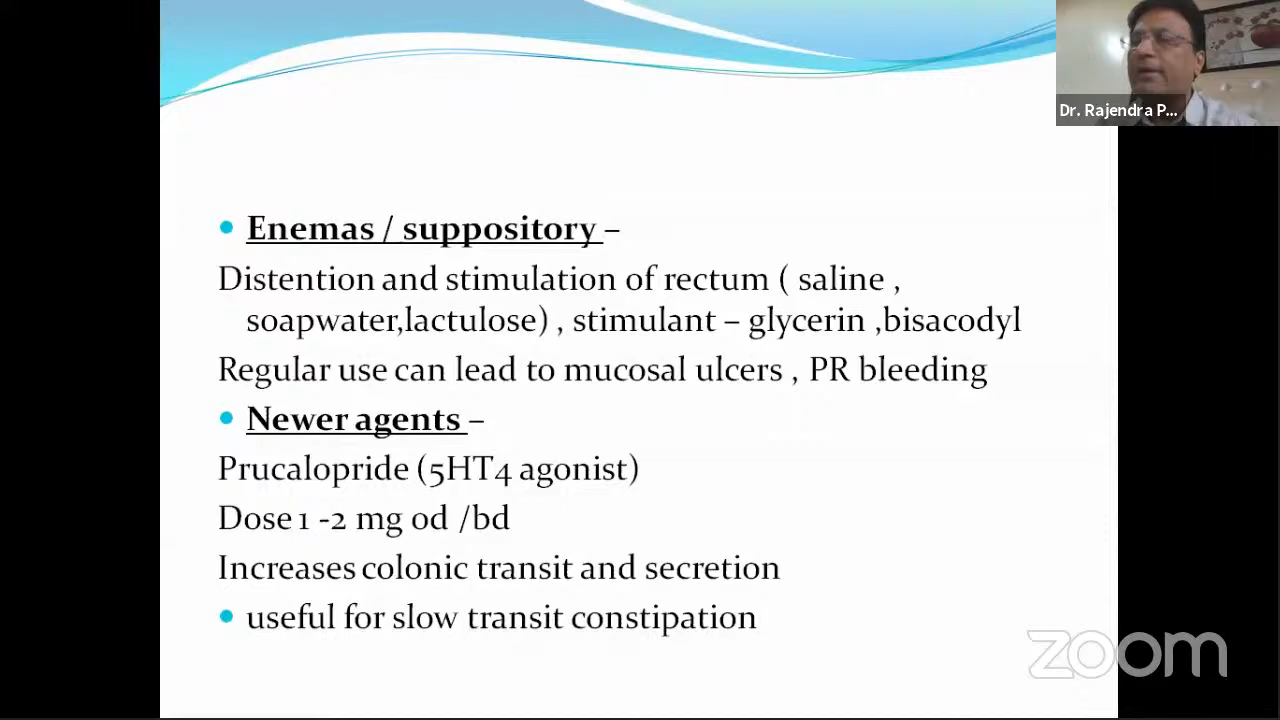 Dr. Rajendra P...
Enemas / suppository –
Distention and stimulation of rectum ( saline ,
soapwater,lactulose) , stimulant – glycerin ,bisacodyl
Regular use can lead to mucosal ulcers , PR bleeding
Newer agents –
Prucalopride (5HT4 agonist)
Dose 1 -2 mg od /bd
Increases colonic transit and secretion
useful for slow transit constipation
zoom